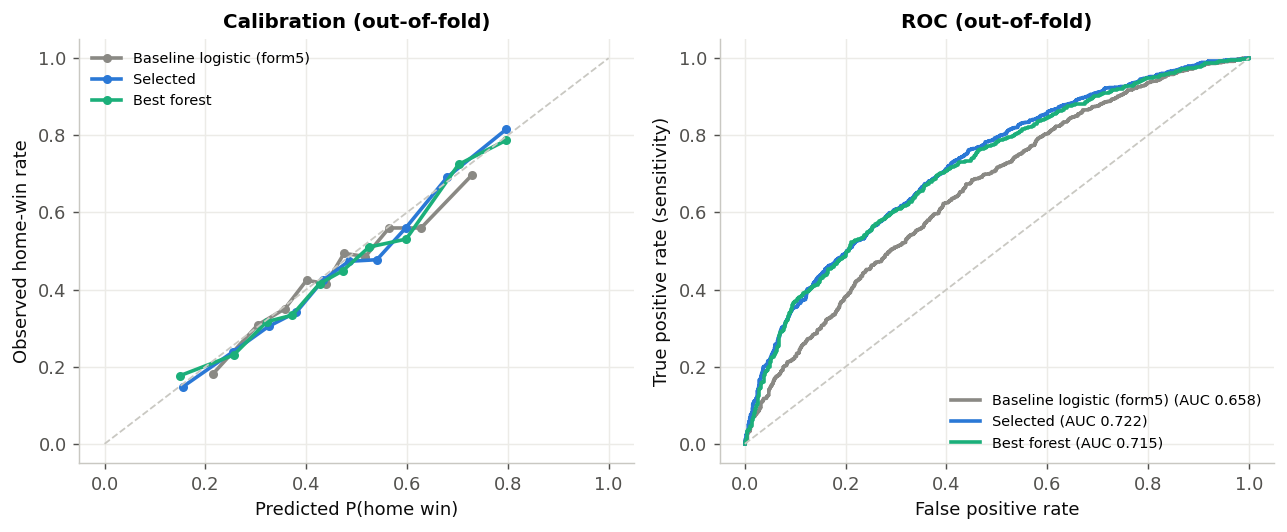 Calibration (out-of-fold)
Baseline logistic (form5)
Selected
Best forest
Observed home-win rate
1.0
0.8
0.6
0.4
0.2
0.0
0.0 0.2 0.4 0.6 0.8 1.0
Predicted P(home win)
ROC (out-of-fold)
True positive rate (sensitivity)
1.0
0.8
0.6
0.4
0.2
0.0
Baseline logistic (form5) (AUC 0.658)
Selected (AUC 0.722)
Best forest (AUC 0.715)
0.0 0.2 0.4 0.6 0.8 1.0
False positive rate